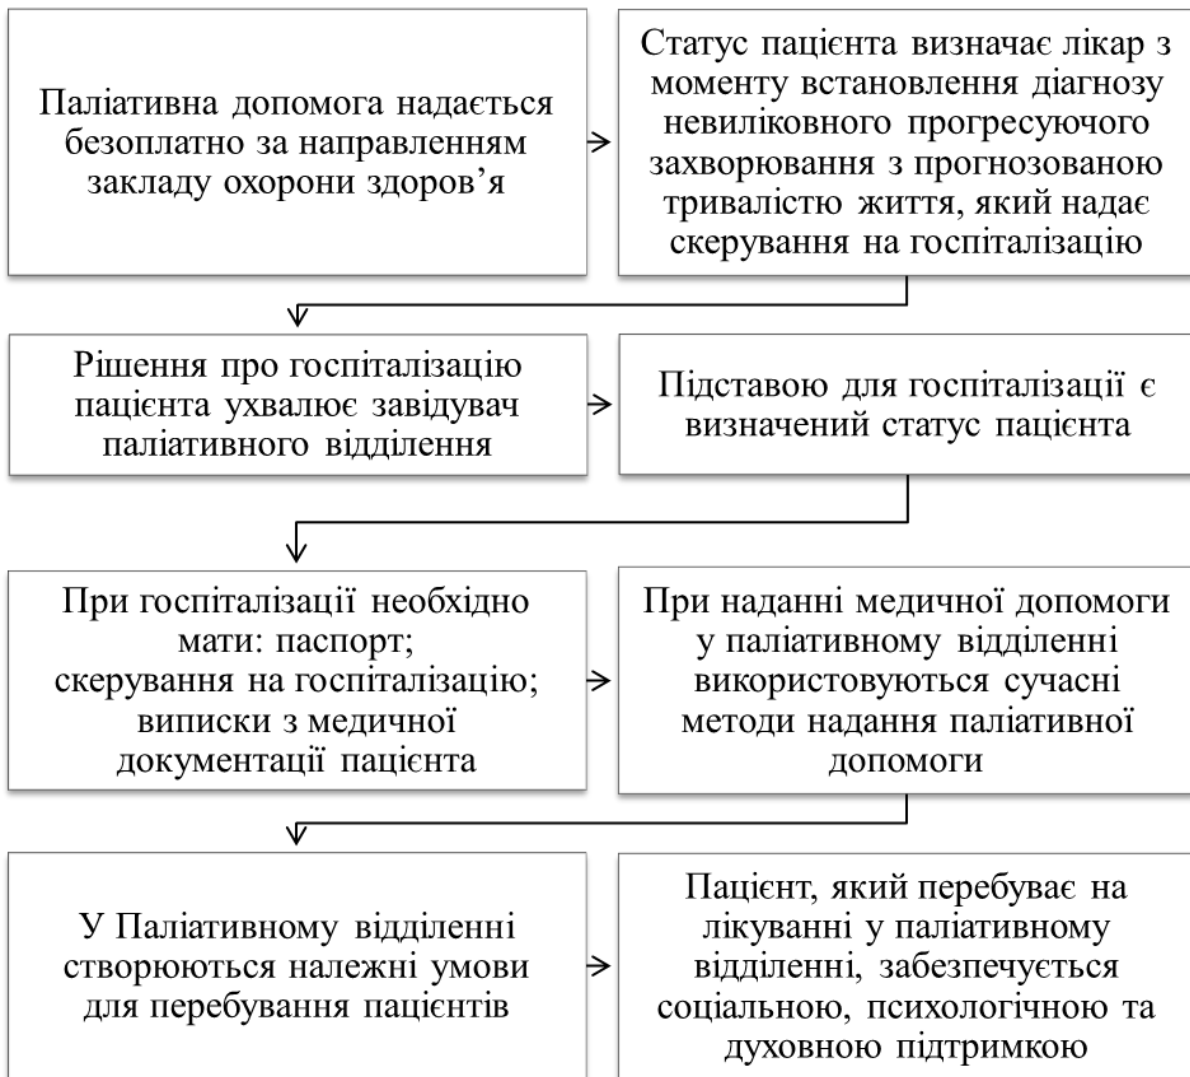 Паліативна допомога надається
безоплатно за направленням
закладу охорони здоров’я
Статус пацієнта визначає лікар з
моменту встановлення діагнозу
невиліковного прогресуючого
захворювання з прогнозованою
тривалістю життя, який надає
скерування на госпіталізацію
Рішення про госпіталізацію
пацієнта ухвалює завідувач
паліативного відділення
Підставою для госпіталізації є
визначений статус пацієнта
При госпіталізації необхідно
мати: паспорт;
скерування на госпіталізацію;
виписки з медичної
документації пацієнта
При наданні медичної допомоги
у паліативному відділенні
використовуються сучасні
методи надання паліативної
допомоги
У Паліативному відділенні
створюються належні умови
для перебування пацієнтів
Пацієнт, який перебуває на
лікуванні у паліативному
відділенні, забезпечується
соціальною, психологічною та
духовною підтримкою